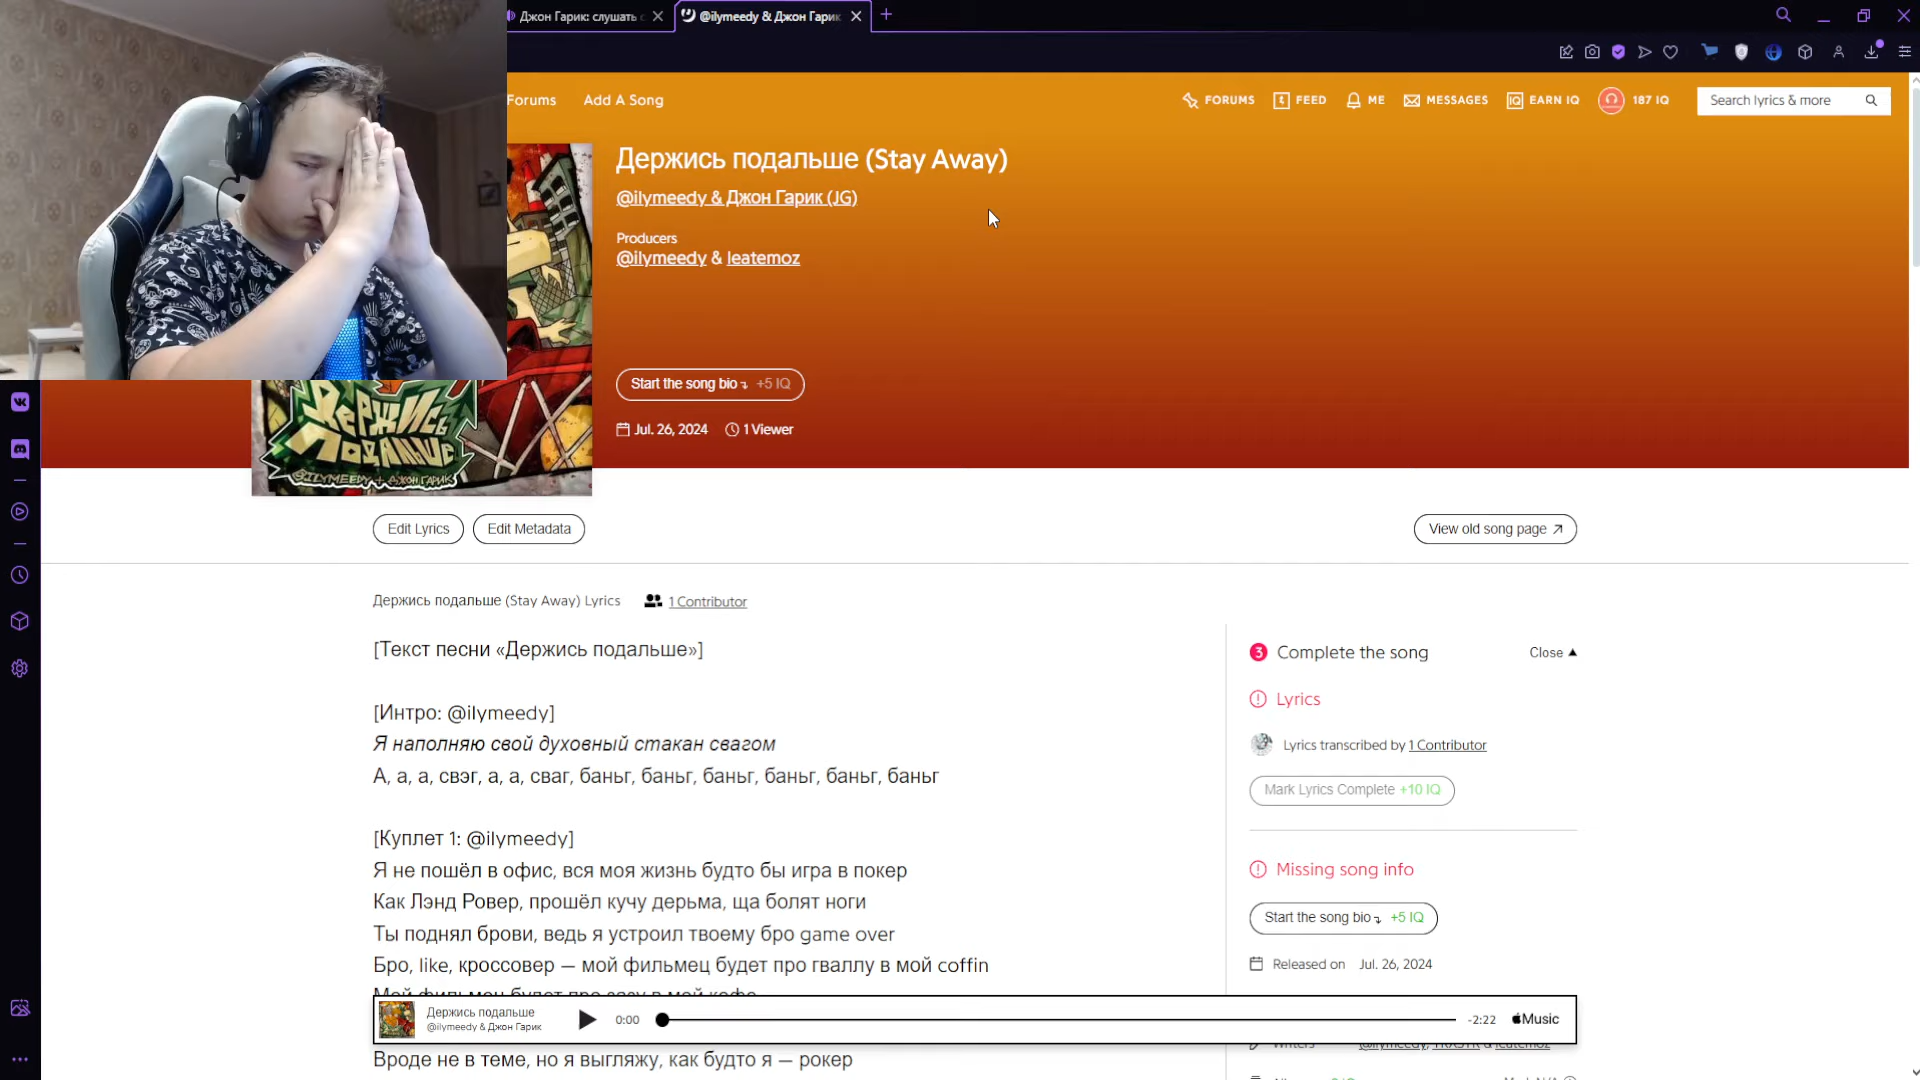 Джон Гарик: слушать
@ilymeedy & Джон Гарик
Forums
Add A Song
FORUMS
FEED
ME
MESSAGES
EARN IQ
187 IQ
Search lyrics & more
Держись подальше (Stay Away)
@ilymeedy & Джон Гарик (JG)
Producers
@ilymeedy & leatemoz
Start the song bio +5 IQ
Jul. 26, 2024
1 Viewer
ДЕРЖИСЬ
ПОДАЛЬШЕ
@ILYMEEDY + ДЖОН ГАРИК
Edit Lyrics
Edit Metadata
View old song page
Держись подальше (Stay Away) Lyrics
1 Contributor
[Текст песни «Держись подальше»]
[Интро: @ilymeedy]
Я наполняю свой духовный стакан свагом
А, а, а, свэг, а, а, сваг, баньг, баньг, баньг, баньг, баньг, баньг
[Куплет 1: @ilymeedy]
Я не пошёл в офис, вся моя жизнь будто бы игра в покер
Как Лэнд Ровер, прошёл кучу дерьма, ща болят ноги
Ты поднял брови, ведь я устроил твоему бро game over
Бро, like, кроссовер — мой фильмец будет про гваллу в мой coffin
Вроде не в теме, но я выгляжу, как будто я — рокер
3 Complete the song
Close
Lyrics
Lyrics transcribed by 1 Contributor
Mark Lyrics Complete +10 IQ
Missing song info
Start the song bio +5 IQ
Released on Jul. 26, 2024
Держись подальше
@ilymeedy & Джон Гарик
0:00
-2:22
Music